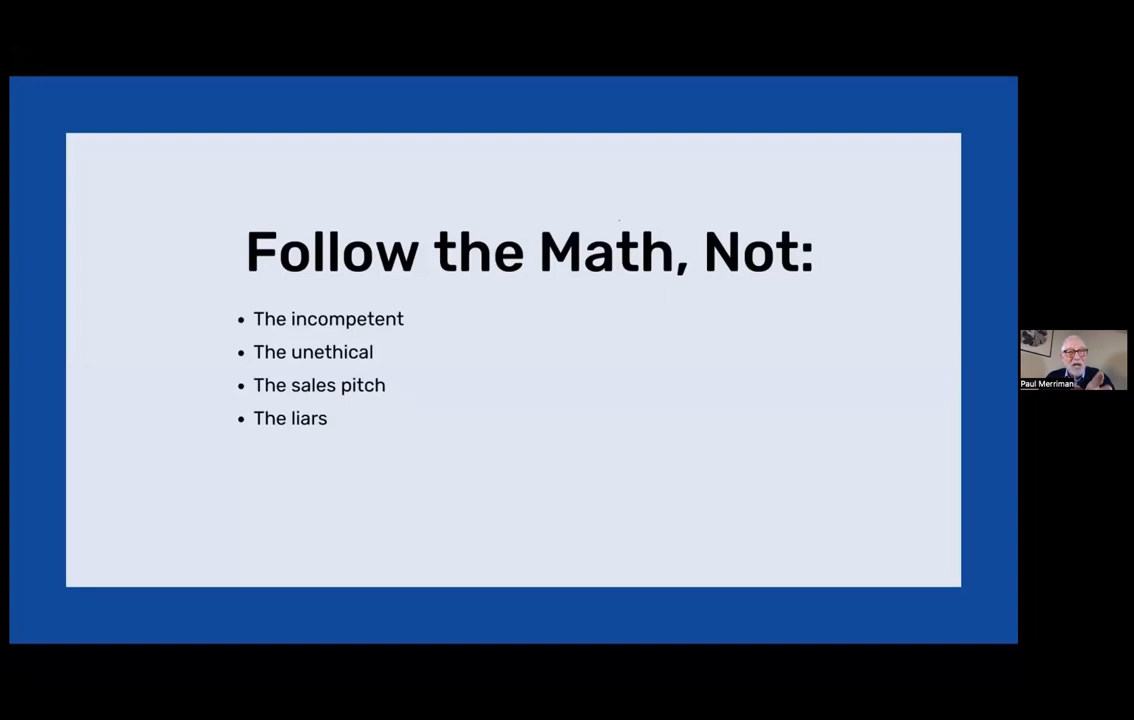 Follow the Math, Not:
• The incompetent
• The unethical
• The sales pitch
• The liars
Paul Merriman